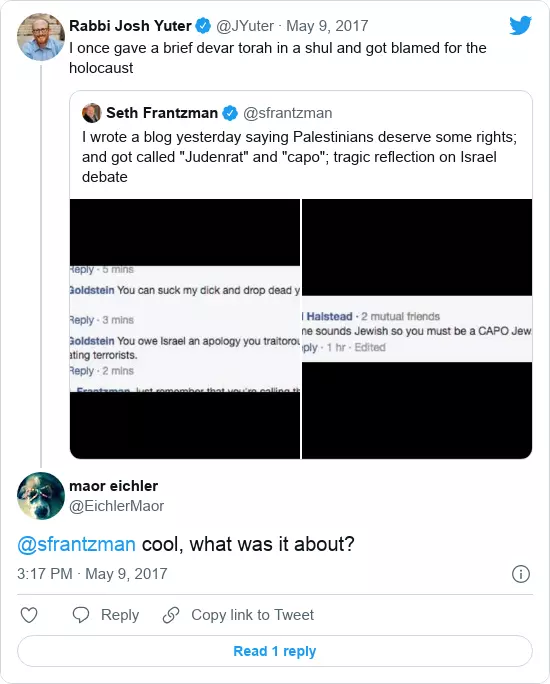 Rabbi Josh Yuter @JYuter · May 9, 2017
I once gave a brief devar torah in a shul and got blamed for the
holocaust
Seth Frantzman @sfrantzman
I wrote a blog yesterday saying Palestinians deserve some rights;
and got called "Judenrat" and "capo"; tragic reflection on Israel
debate
Reply · 5 mins
Goldstein You can suck my dick and drop dead y
Reply · 3 mins
Goldstein You owe Israel an apology you traitorou
ating terrorists.
Reply · 2 mins
Frantzman Just remember that you're calling th
Halstead · 2 mutual friends
me sounds Jewish so you must be a CAPO Jew
ply · 1 hr · Edited
maor eichler
@EichlerMaor
@sfrantzman cool, what was it about?
3:17 PM · May 9, 2017
Reply Copy link to Tweet
Read 1 reply